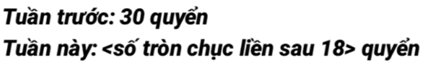 Tuần trước: 30 quyển
Tuần này: <số tròn chục liền sau 18> quyển